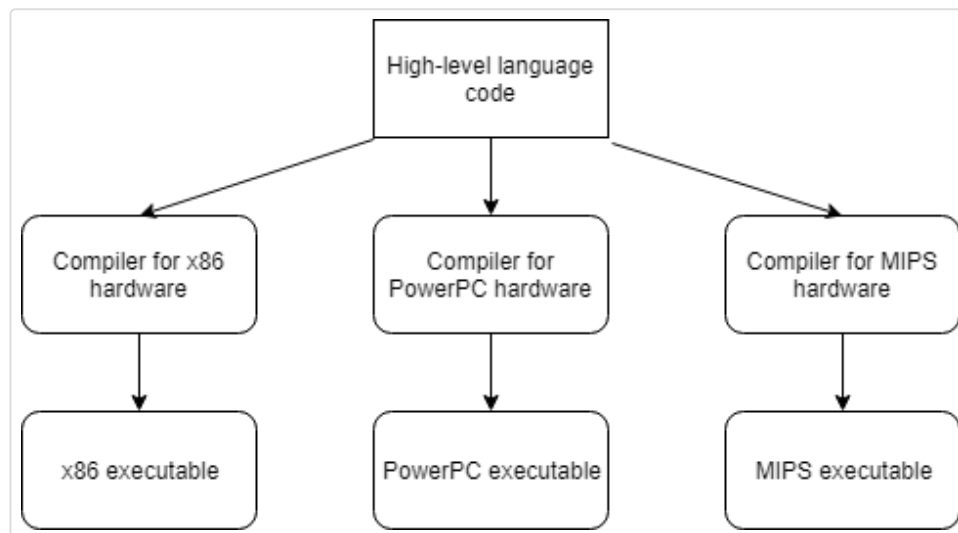 High-level language
code
Compiler for x86
hardware
Compiler for
PowerPC hardware
Compiler for MIPS
hardware
x86 executable
PowerPC executable
MIPS executable